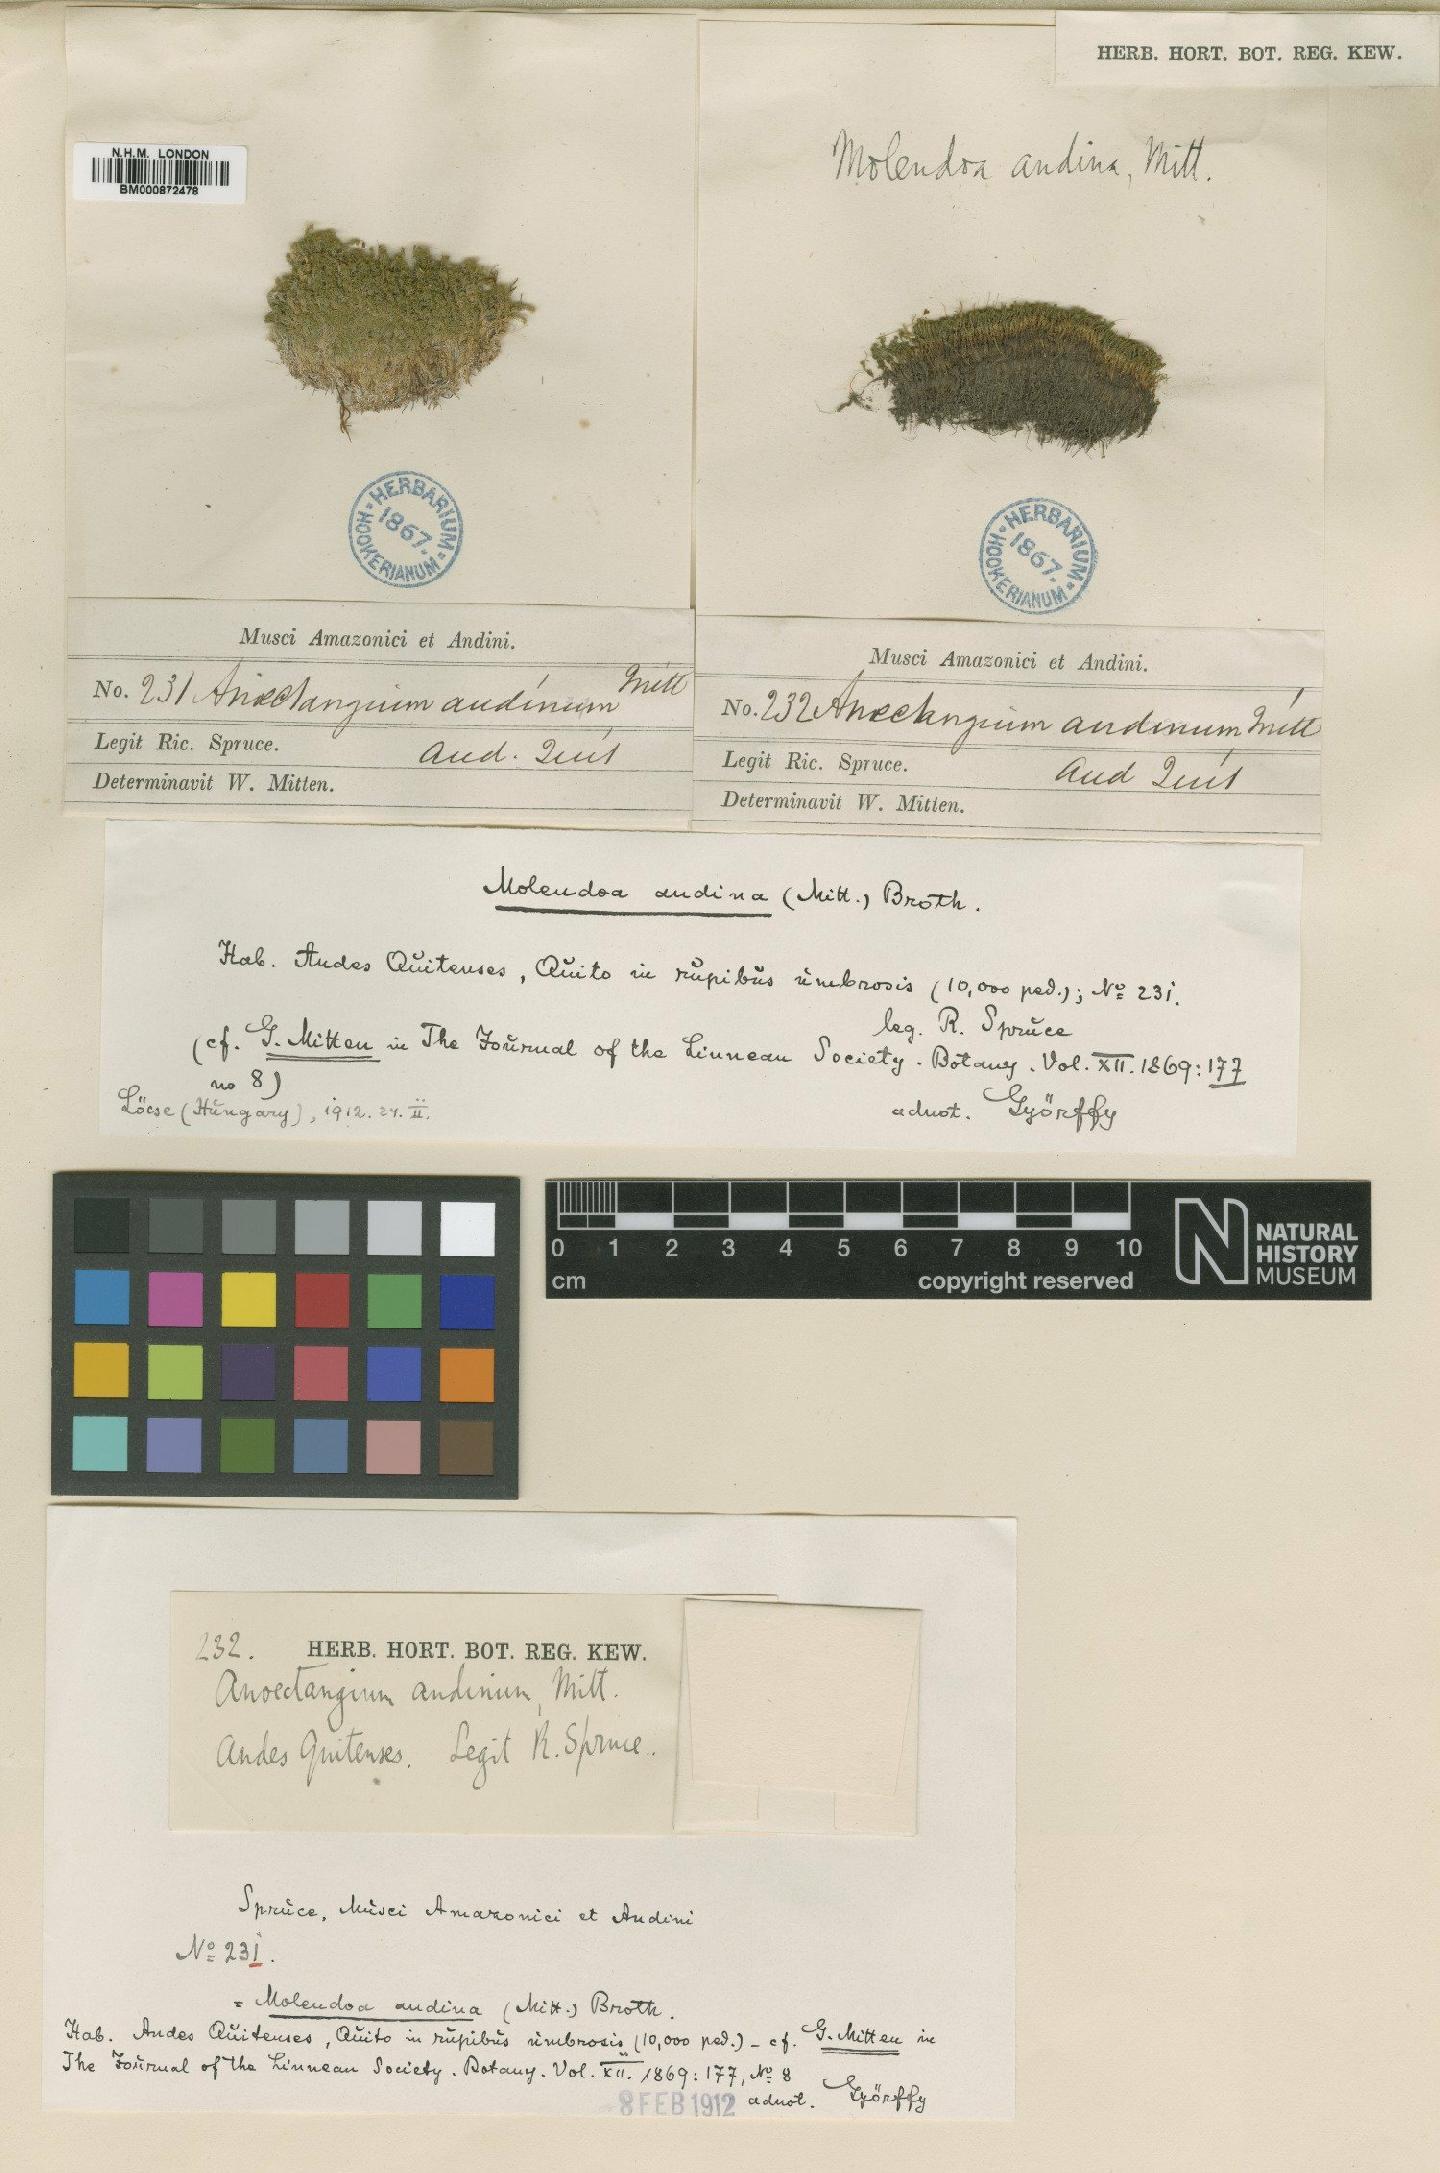 HERB. HORT. BOT. REG. KEW.
N.H.M. LONDON
BM000872478
Molendoa andina, Mitt.
HERBARIUM HOOKERIANUM
1867.
HERBARIUM HOOKERIANUM
1867.
Musci Amazonici et Andini.
No. 231 Anoectangium andinum Mitt
Legit Ric. Spruce. And. Quit
Determinavit W. Mitten.
Musci Amazonici et Andini.
No. 232 Anoectangium andinum Mitt
Legit Ric. Spruce. And Quit
Determinavit W. Mitten.
Molendoa andina (Mitt.) Broth.
Hab. Andes Quitenses, Quito in rupibus umbrosis (10,000 ped.); No 231.
leg. R. Spruce
(cf. G. Mitten in The Journal of the Linnean Society. Botany. Vol. XII. 1869: 177
no 8)
Löcse (Hungary), 1912. 24. II.
adnot. Györffy
0 1 2 3 4 5 6 7 8 9 10
cm copyright reserved
NATURAL
HISTORY
MUSEUM
232. HERB. HORT. BOT. REG. KEW.
Anoectangium andinum, Mitt.
Andes Quitenses. Legit R. Spruce.
Spruce, Musci Amazonici et Andini
No 231.
= Molendoa andina (Mitt.) Broth.
Hab. Andes Quitenses, Quito in rupibus umbrosis (10,000 ped.) - cf. G. Mitten in
The Journal of the Linnean Society. Botany. Vol. XII. 1869: 177, No 8
8 FEB 1912 adnot. Györffy